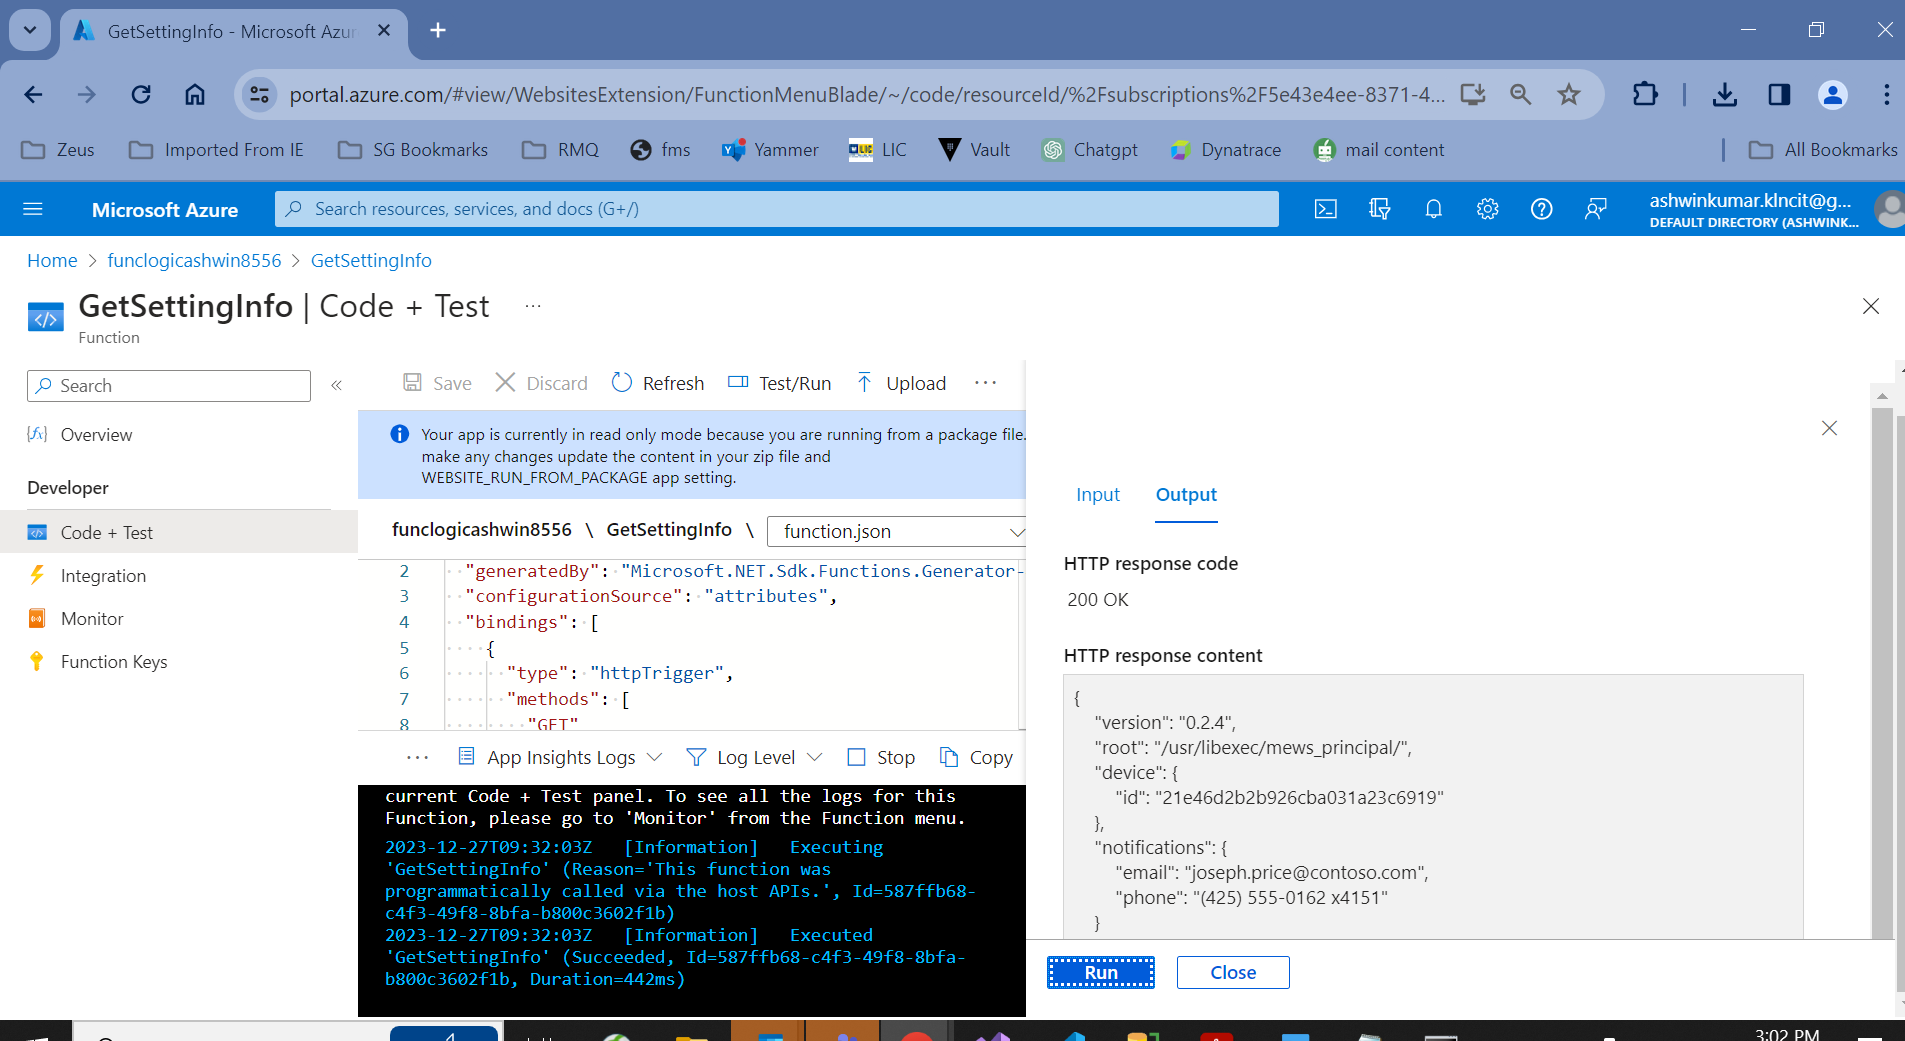 GetSettingInfo - Microsoft Azur
portal.azure.com/#view/WebsitesExtension/FunctionMenuBlade/~/code/resourceId/%2Fsubscriptions%2F5e43e4ee-8371-4...
Zeus
Imported From IE
SG Bookmarks
RMQ
fms
Yammer
LIC
Vault
Chatgpt
Dynatrace
mail content
All Bookmarks
Microsoft Azure
Search resources, services, and docs (G+/)
ashwinkumar.klncit@g...
DEFAULT DIRECTORY (ASHWINK...
Home > funclogicashwin8556 > GetSettingInfo
GetSettingInfo | Code + Test ...
Function
Search
«
Overview
Developer
Code + Test
Integration
Monitor
Function Keys
Save
Discard
Refresh
Test/Run
Upload
...
Your app is currently in read only mode because you are running from a package file.
make any changes update the content in your zip file and
WEBSITE_RUN_FROM_PACKAGE app setting.
funclogicashwin8556 \ GetSettingInfo \ function.json
2 "generatedBy": "Microsoft.NET.Sdk.Functions.Generator-
3 "configurationSource": "attributes",
4 "bindings": [
5 {
6 "type": "httpTrigger",
7 "methods": [
8 "GET"
... App Insights Logs
Log Level
Stop
Copy
current Code + Test panel. To see all the logs for this
Function, please go to 'Monitor' from the Function menu.
2023-12-27T09:32:03Z [Information] Executing
'GetSettingInfo' (Reason='This function was
programmatically called via the host APIs.', Id=587ffb68-
c4f3-49f8-8bfa-b800c3602f1b)
2023-12-27T09:32:03Z [Information] Executed
'GetSettingInfo' (Succeeded, Id=587ffb68-c4f3-49f8-8bfa-
b800c3602f1b, Duration=442ms)
Input
Output
HTTP response code
200 OK
HTTP response content
{
"version": "0.2.4",
"root": "/usr/libexec/mews_principal/",
"device": {
"id": "21e46d2b2b926cba031a23c6919"
},
"notifications": {
"email": "joseph.price@contoso.com",
"phone": "(425) 555-0162 x4151"
}
Run
Close
3:02 PM